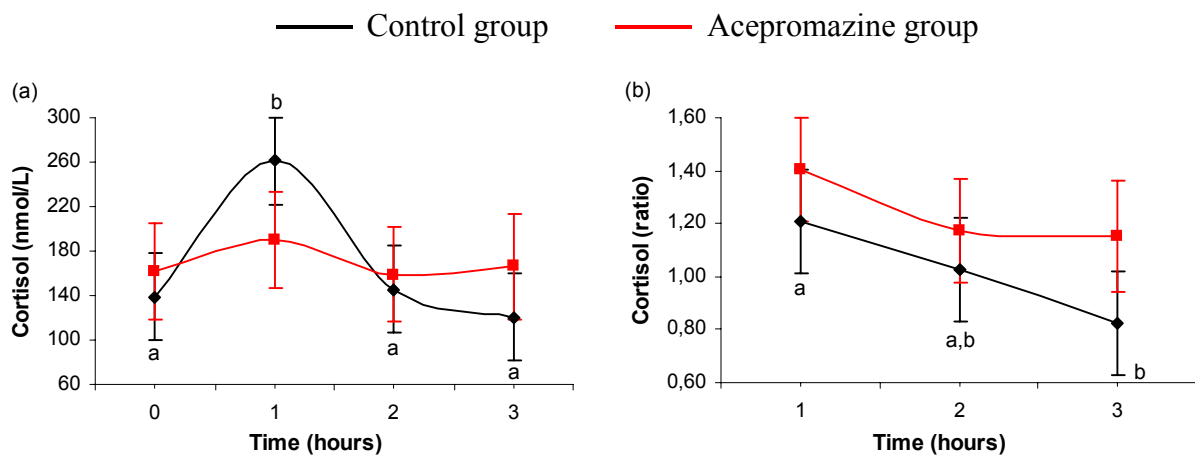 Control group
Acepromazine group
(a)
Cortisol (nmol/L)
300
260
220
180
140
100
60
b
a
a
a
0
1
2
3
Time (hours)
(b)
Cortisol (ratio)
1,60
1,40
1,20
1,00
0,80
0,60
a
a,b
b
1
2
3
Time (hours)